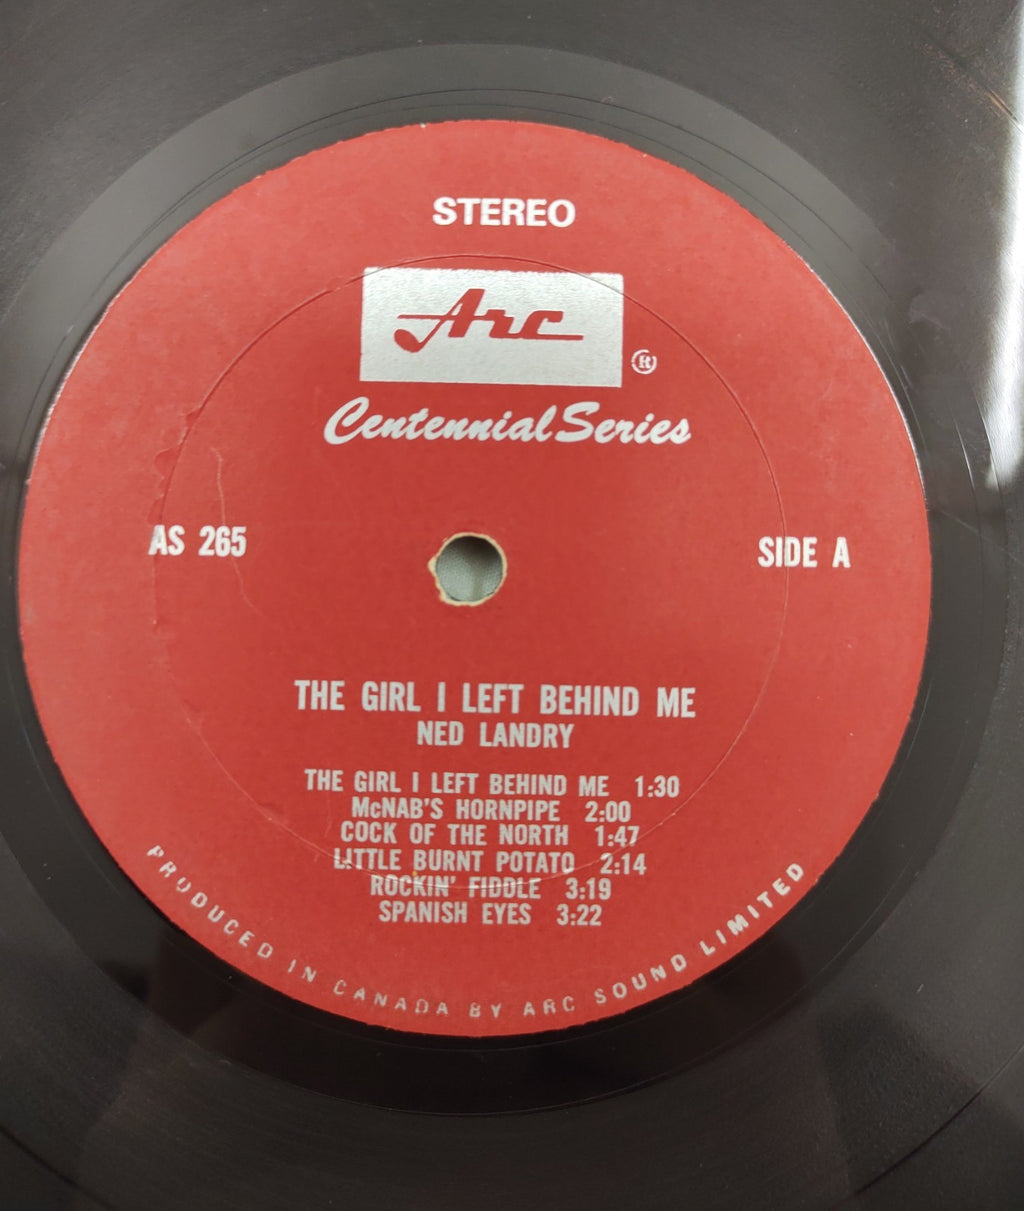 STEREO
Arc
®
Centennial Series
AS 265
SIDE A
THE GIRL I LEFT BEHIND ME
NED LANDRY
THE GIRL I LEFT BEHIND ME 1:30
McNAB'S HORNPIPE 2:00
COCK OF THE NORTH 1:47
LITTLE BURNT POTATO 2:14
ROCKIN' FIDDLE 3:19
SPANISH EYES 3:22
PRODUCED IN CANADA BY ARC SOUND LIMITED